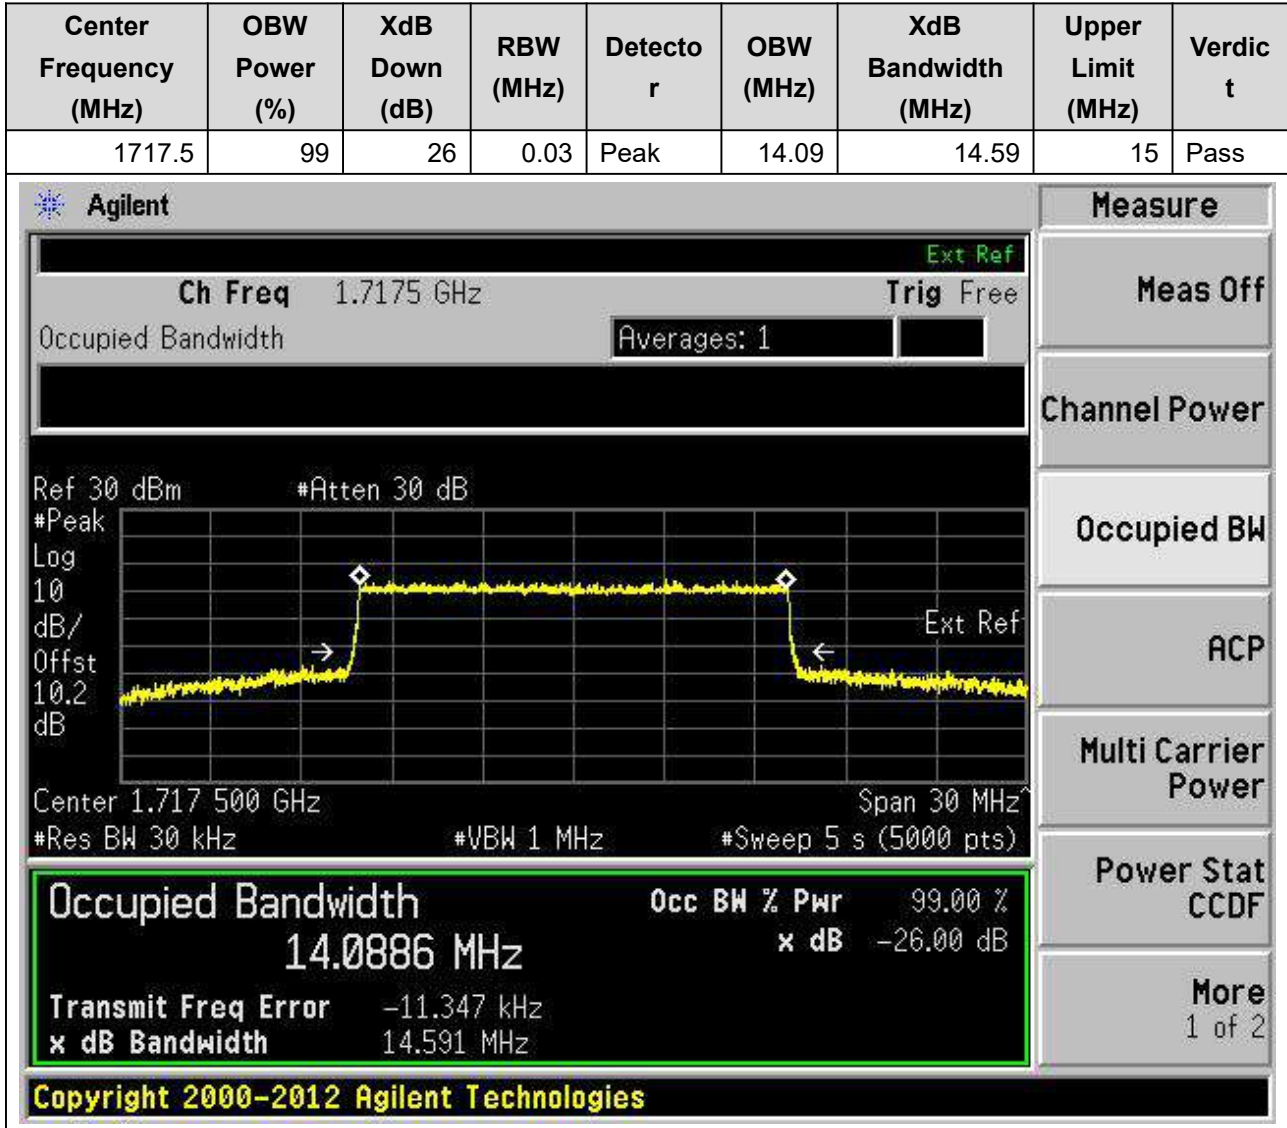 Center Frequency (MHz) OBW Power (%) XdB Down (dB) RBW (MHz) Detecto r OBW (MHz) XdB Bandwidth (MHz) Upper Limit (MHz) Verdic t
1717.5 99 26 0.03 Peak 14.09 14.59 15 Pass
Agilent
Measure
Ext Ref
Ch Freq 1.7175 GHz Trig Free
Meas Off
Occupied Bandwidth Averages: 1
Channel Power
Ref 30 dBm #Atten 30 dB
#Peak
Log
10
dB/
Offst
10.2
dB
Ext Ref
Occupied BW
ACP
Center 1.717 500 GHz Span 30 MHz^
#Res BW 30 kHz #VBW 1 MHz #Sweep 5 s (5000 pts)
Multi Carrier
Power
Occupied Bandwidth Occ BW % Pwr 99.00 %
14.0886 MHz x dB -26.00 dB
Transmit Freq Error -11.347 kHz
x dB Bandwidth 14.591 MHz
Power Stat
CCDF
More
1 of 2
Copyright 2000-2012 Agilent Technologies